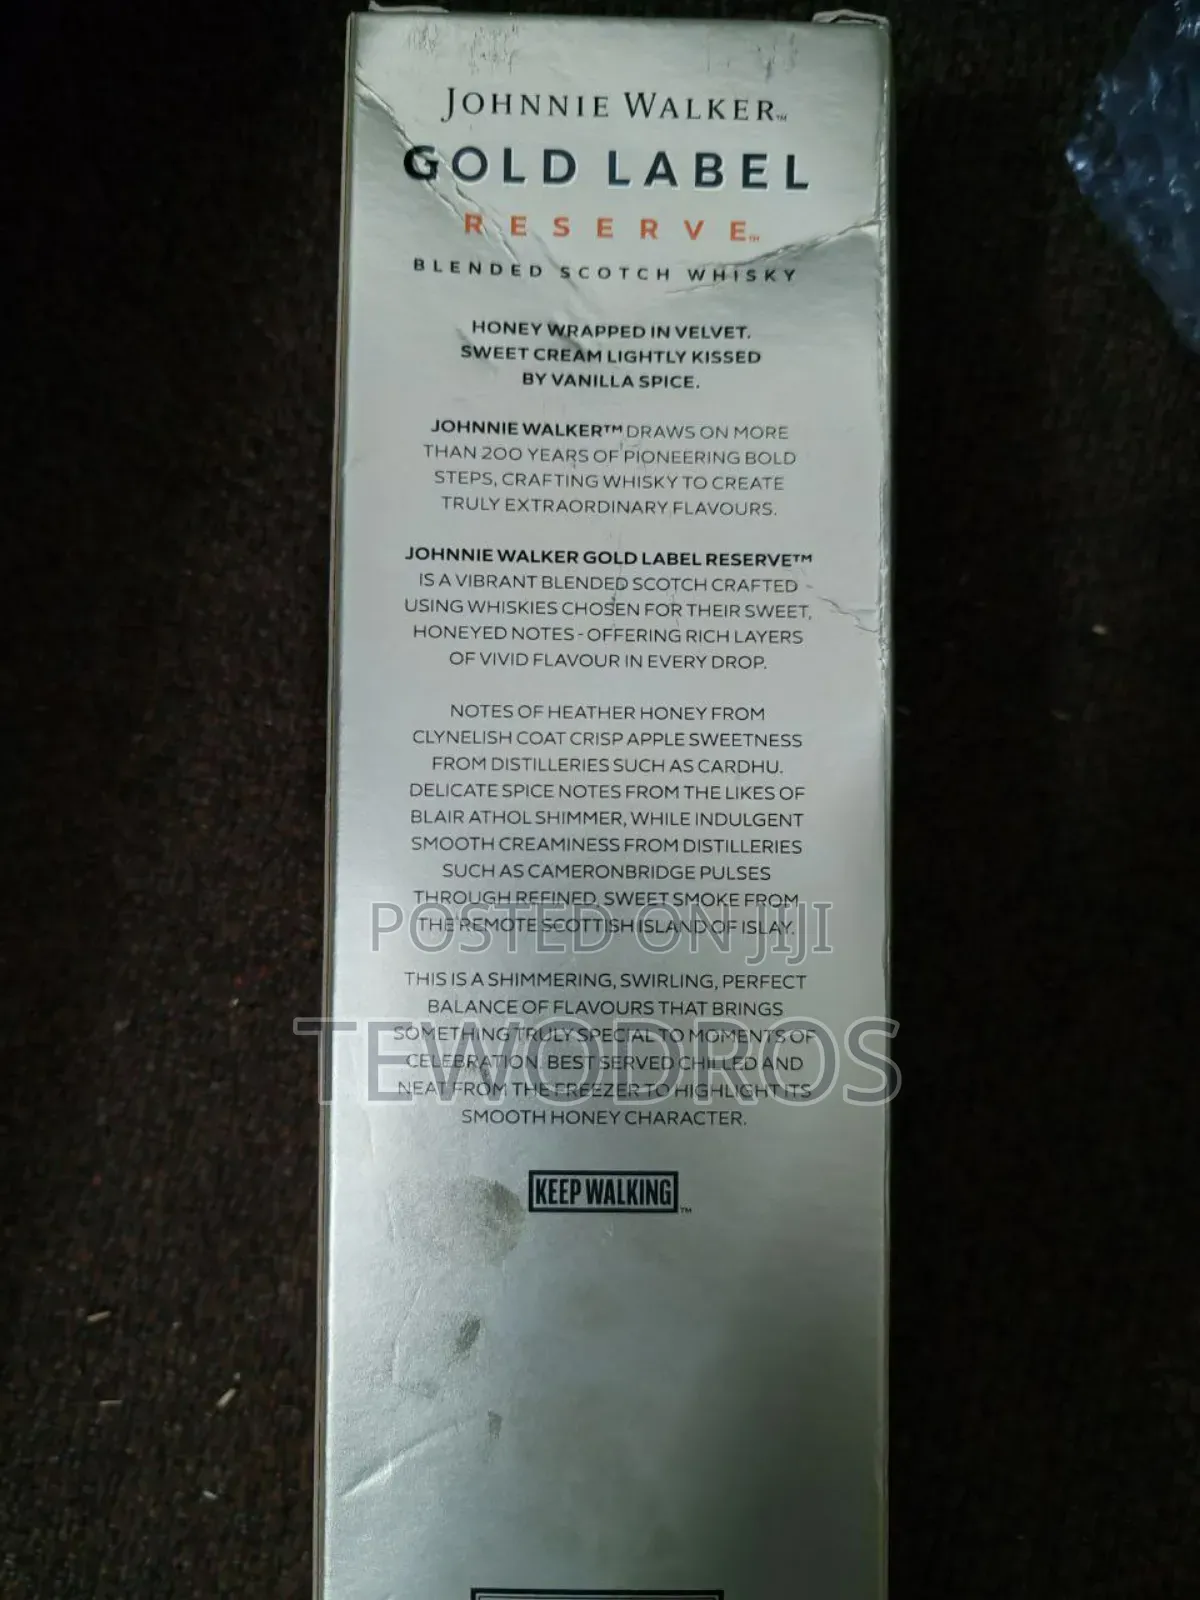 JOHNNIE WALKER™
GOLD LABEL
RESERVE™
BLENDED SCOTCH WHISKY
HONEY WRAPPED IN VELVET.
SWEET CREAM LIGHTLY KISSED
BY VANILLA SPICE.
JOHNNIE WALKER™ DRAWS ON MORE
THAN 200 YEARS OF PIONEERING BOLD
STEPS, CRAFTING WHISKY TO CREATE
TRULY EXTRAORDINARY FLAVOURS.
JOHNNIE WALKER GOLD LABEL RESERVE™
IS A VIBRANT BLENDED SCOTCH CRAFTED
USING WHISKIES CHOSEN FOR THEIR SWEET,
HONEYED NOTES - OFFERING RICH LAYERS
OF VIVID FLAVOUR IN EVERY DROP.
NOTES OF HEATHER HONEY FROM
CLYNELISH COAT CRISP APPLE SWEETNESS
FROM DISTILLERIES SUCH AS CARDHU.
DELICATE SPICE NOTES FROM THE LIKES OF
BLAIR ATHOL SHIMMER, WHILE INDULGENT
SMOOTH CREAMINESS FROM DISTILLERIES
SUCH AS CAMERONBRIDGE PULSES
THROUGH REFINED, SWEET SMOKE FROM
THE REMOTE SCOTTISH ISLAND OF ISLAY.
POSTED ON JIJI
THIS IS A SHIMMERING, SWIRLING, PERFECT
BALANCE OF FLAVOURS THAT BRINGS
SOMETHING TRULY SPECIAL TO MOMENTS OF
TEWODROS
CELEBRATION. BEST SERVED CHILLED AND
NEAT FROM THE FREEZER TO HIGHLIGHT ITS
SMOOTH HONEY CHARACTER.
KEEP WALKING™